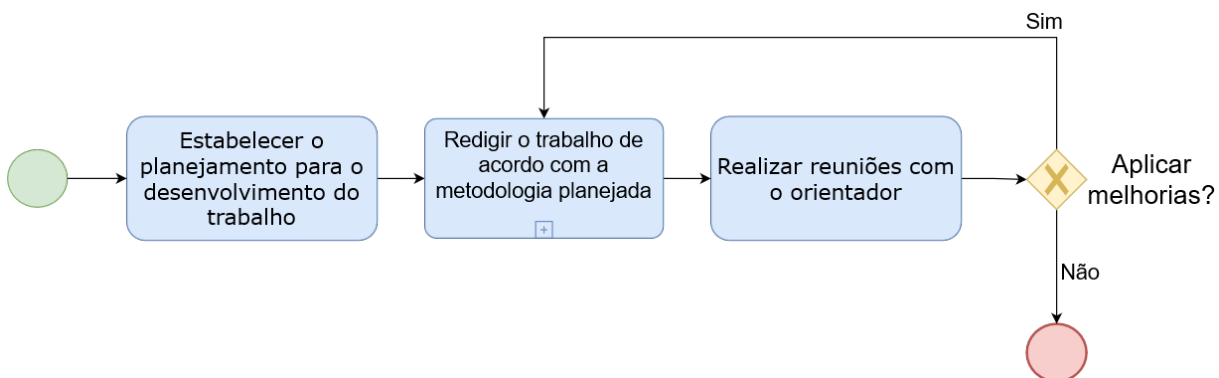 Sim
Estabelecer o
planejamento para o
desenvolvimento do
trabalho
Redigir o trabalho de
acordo com a
metodologia planejada
Realizar reuniões com
o orientador
Aplicar
melhorias?
Não